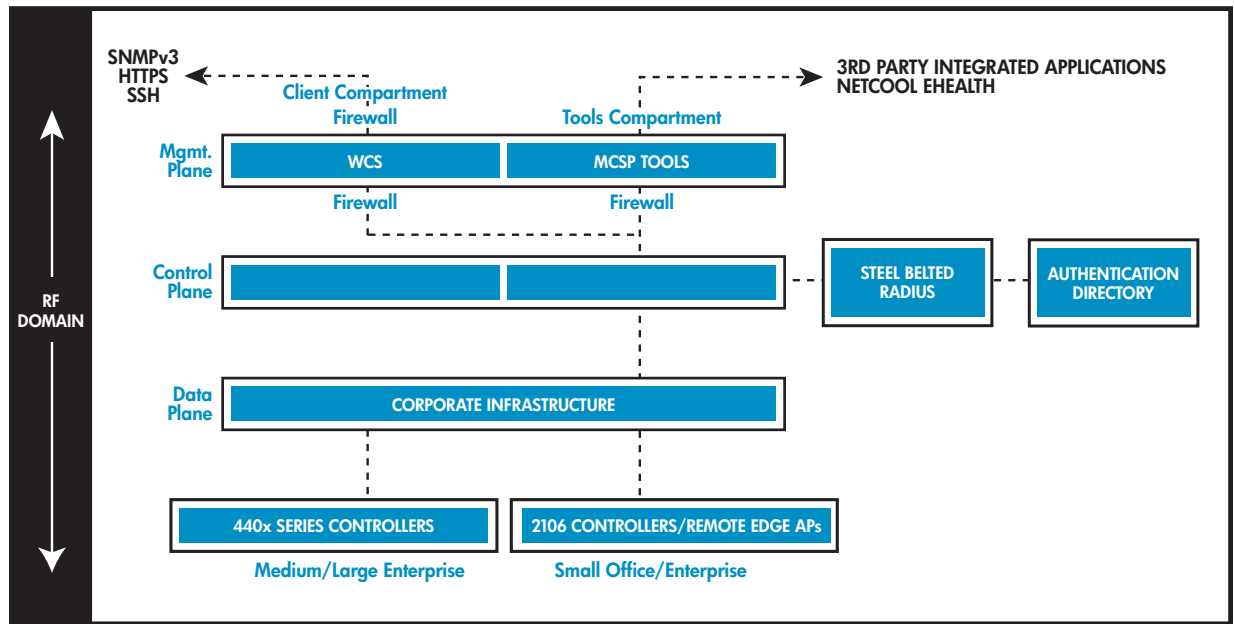 SNMPv3
HTTPS
SSH
3RD PARTY INTEGRATED APPLICATIONS
NETCOOL EHEALTH
Client Compartment
Firewall
Tools Compartment
Mgmt.
Plane
WCS
MCSP TOOLS
Firewall
Firewall
Control
Plane
STEEL BELTED
RADIUS
AUTHENTICATION
DIRECTORY
RF
DOMAIN
Data
Plane
CORPORATE INFRASTRUCTURE
440x SERIES CONTROLLERS
2106 CONTROLLERS/REMOTE EDGE APs
Medium/Large Enterprise
Small Office/Enterprise